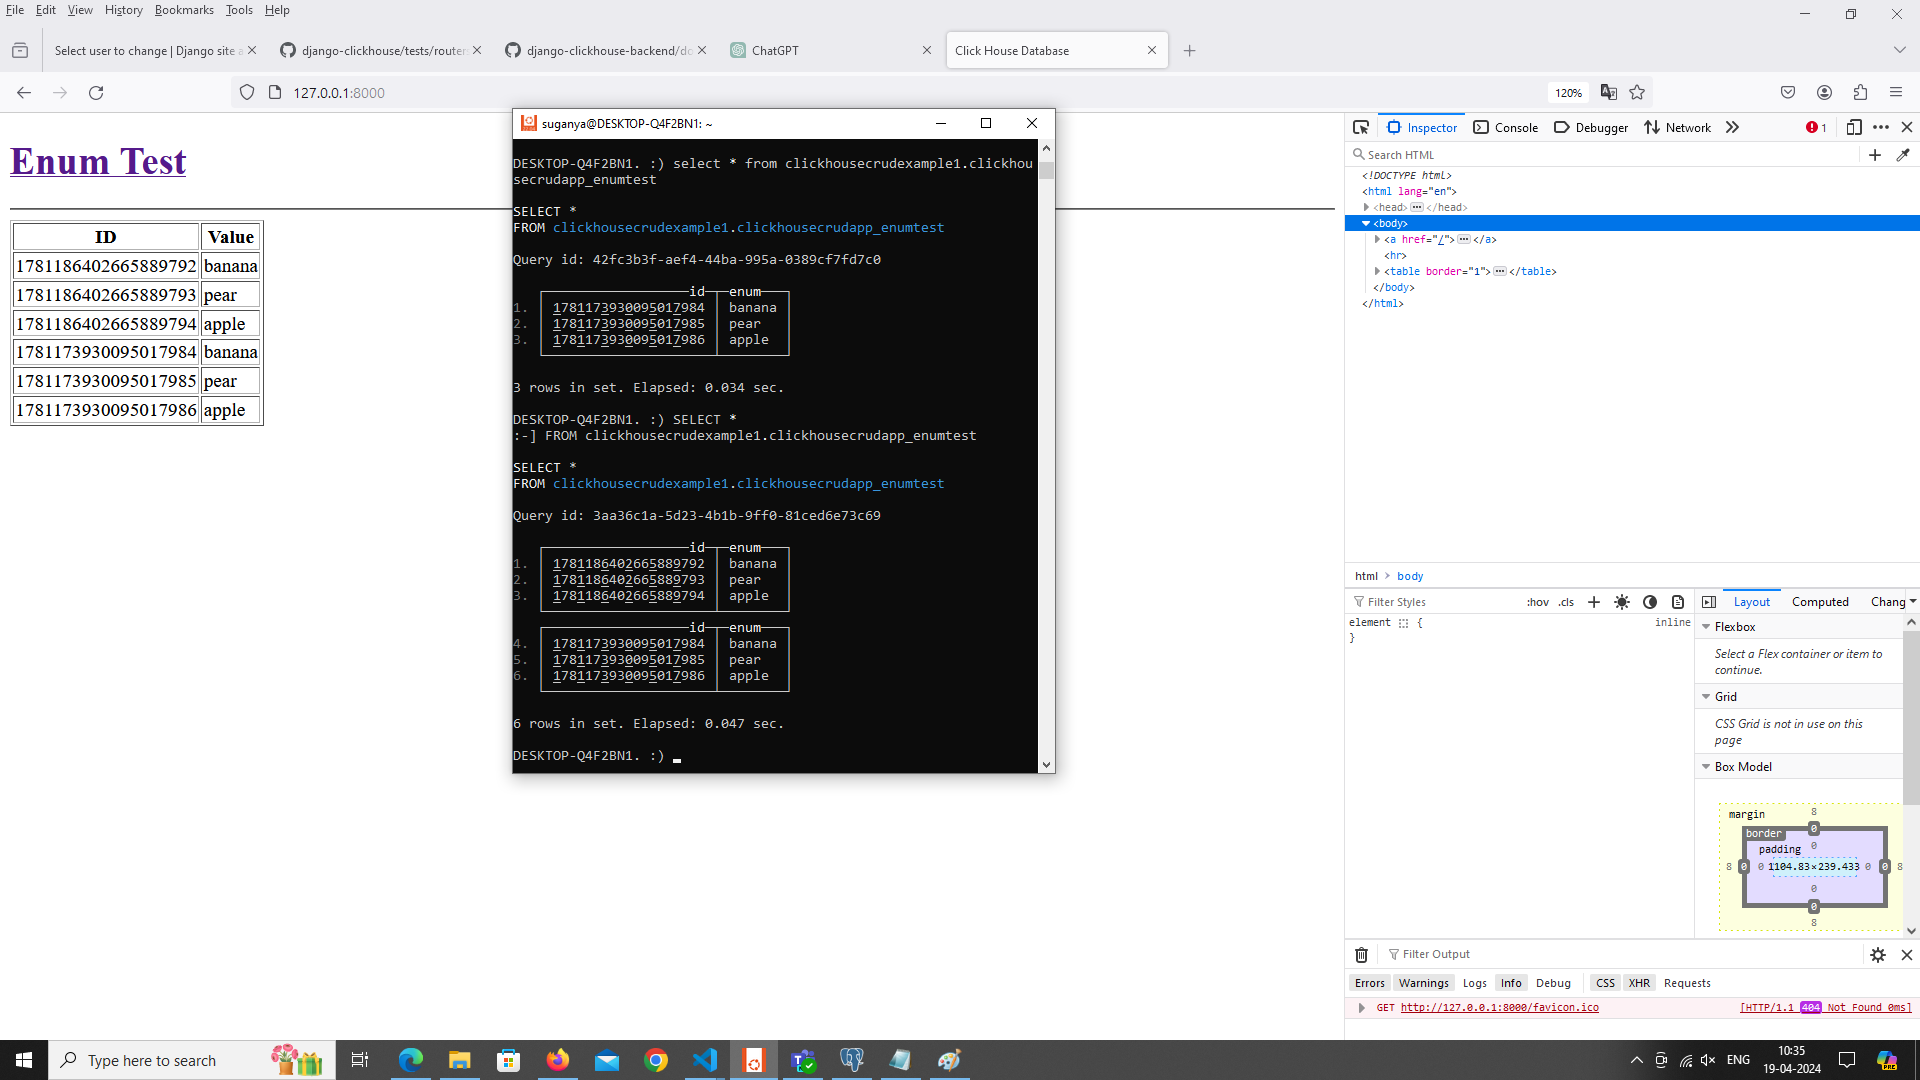 File Edit View History Bookmarks Tools Help
Select user to change | Django site a
django-clickhouse/tests/router
django-clickhouse-backend/do
ChatGPT
Click House Database
127.0.0.1:8000
120%
Enum Test
ID Value
1781186402665889792 banana
1781186402665889793 pear
1781186402665889794 apple
1781173930095017984 banana
1781173930095017985 pear
1781173930095017986 apple
suganya@DESKTOP-Q4F2BN1: ~
DESKTOP-Q4F2BN1. :) select * from clickhousecrudexample1.clickhou
secrudapp_enumtest
SELECT *
FROM clickhousecrudexample1.clickhousecrudapp_enumtest
Query id: 42fc3b3f-aef4-44ba-995a-0389cf7fd7c0
id enum
1. 1781173930095017984 banana
2. 1781173930095017985 pear
3. 1781173930095017986 apple
3 rows in set. Elapsed: 0.034 sec.
DESKTOP-Q4F2BN1. :) SELECT *
:-] FROM clickhousecrudexample1.clickhousecrudapp_enumtest
SELECT *
FROM clickhousecrudexample1.clickhousecrudapp_enumtest
Query id: 3aa36c1a-5d23-4b1b-9ff0-81ced6e73c69
id enum
1. 1781186402665889792 banana
2. 1781186402665889793 pear
3. 1781186402665889794 apple
id enum
4. 1781173930095017984 banana
5. 1781173930095017985 pear
6. 1781173930095017986 apple
6 rows in set. Elapsed: 0.047 sec.
DESKTOP-Q4F2BN1. :)
Inspector Console Debugger Network 1
Search HTML
<!DOCTYPE html>
<html lang="en">
<head>⋯</head>
<body>
<a href="/">⋯</a>
<hr>
<table border="1">⋯</table>
</body>
</html>
html › body
Filter Styles :hov .cls
element {
inline
}
Layout Computed Chang
Flexbox
Select a Flex container or item to
continue.
Grid
CSS Grid is not in use on this
page
Box Model
margin 8
border 0
padding 0
8 0 0 1104.83×239.433 0 0 8
0
0
8
Filter Output
Errors Warnings Logs Info Debug CSS XHR Requests
GET http://127.0.0.1:8000/favicon.ico [HTTP/1.1 404 Not Found 0ms]
Type here to search
ENG
10:35
19-04-2024
PRE